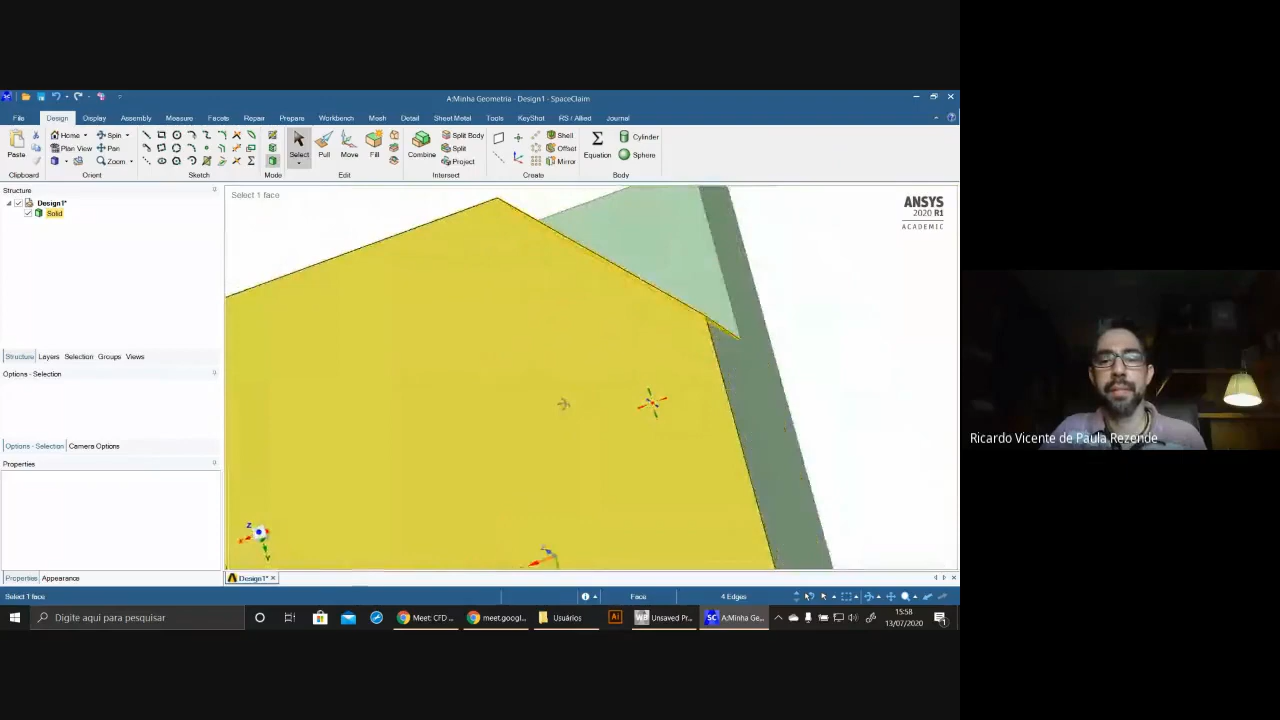 A:Minha Geometria - Design1 - SpaceClaim
File Design Display Assembly Measure Facets Repair Prepare Workbench Mesh Detail Sheet Metal Tools KeyShot RS / Allied Journal
Home Spin Shell Cylinder
Split Body
Plan View Pan Split Offset Sphere
Paste Select Pull Move Fill Combine Equation
Zoom Project Mirror
Clipboard Orient Sketch Mode Edit Intersect Create Body
Structure
Design1*
Solid
Select 1 face
ANSYS
2020 R1
ACADEMIC
Structure Layers Selection Groups Views
Options - Selection
Options - Selection Camera Options
Properties
Z
X
Y
Properties Appearance
Design1*
Select 1 face Face 4 Edges
Digite aqui para pesquisar
Meet: CFD ...
meet.googl...
Usuários
Ai
Unsaved Pr...
SC A:Minha Ge...
15:58
13/07/2020
Ricardo Vicente de Paula Rezende